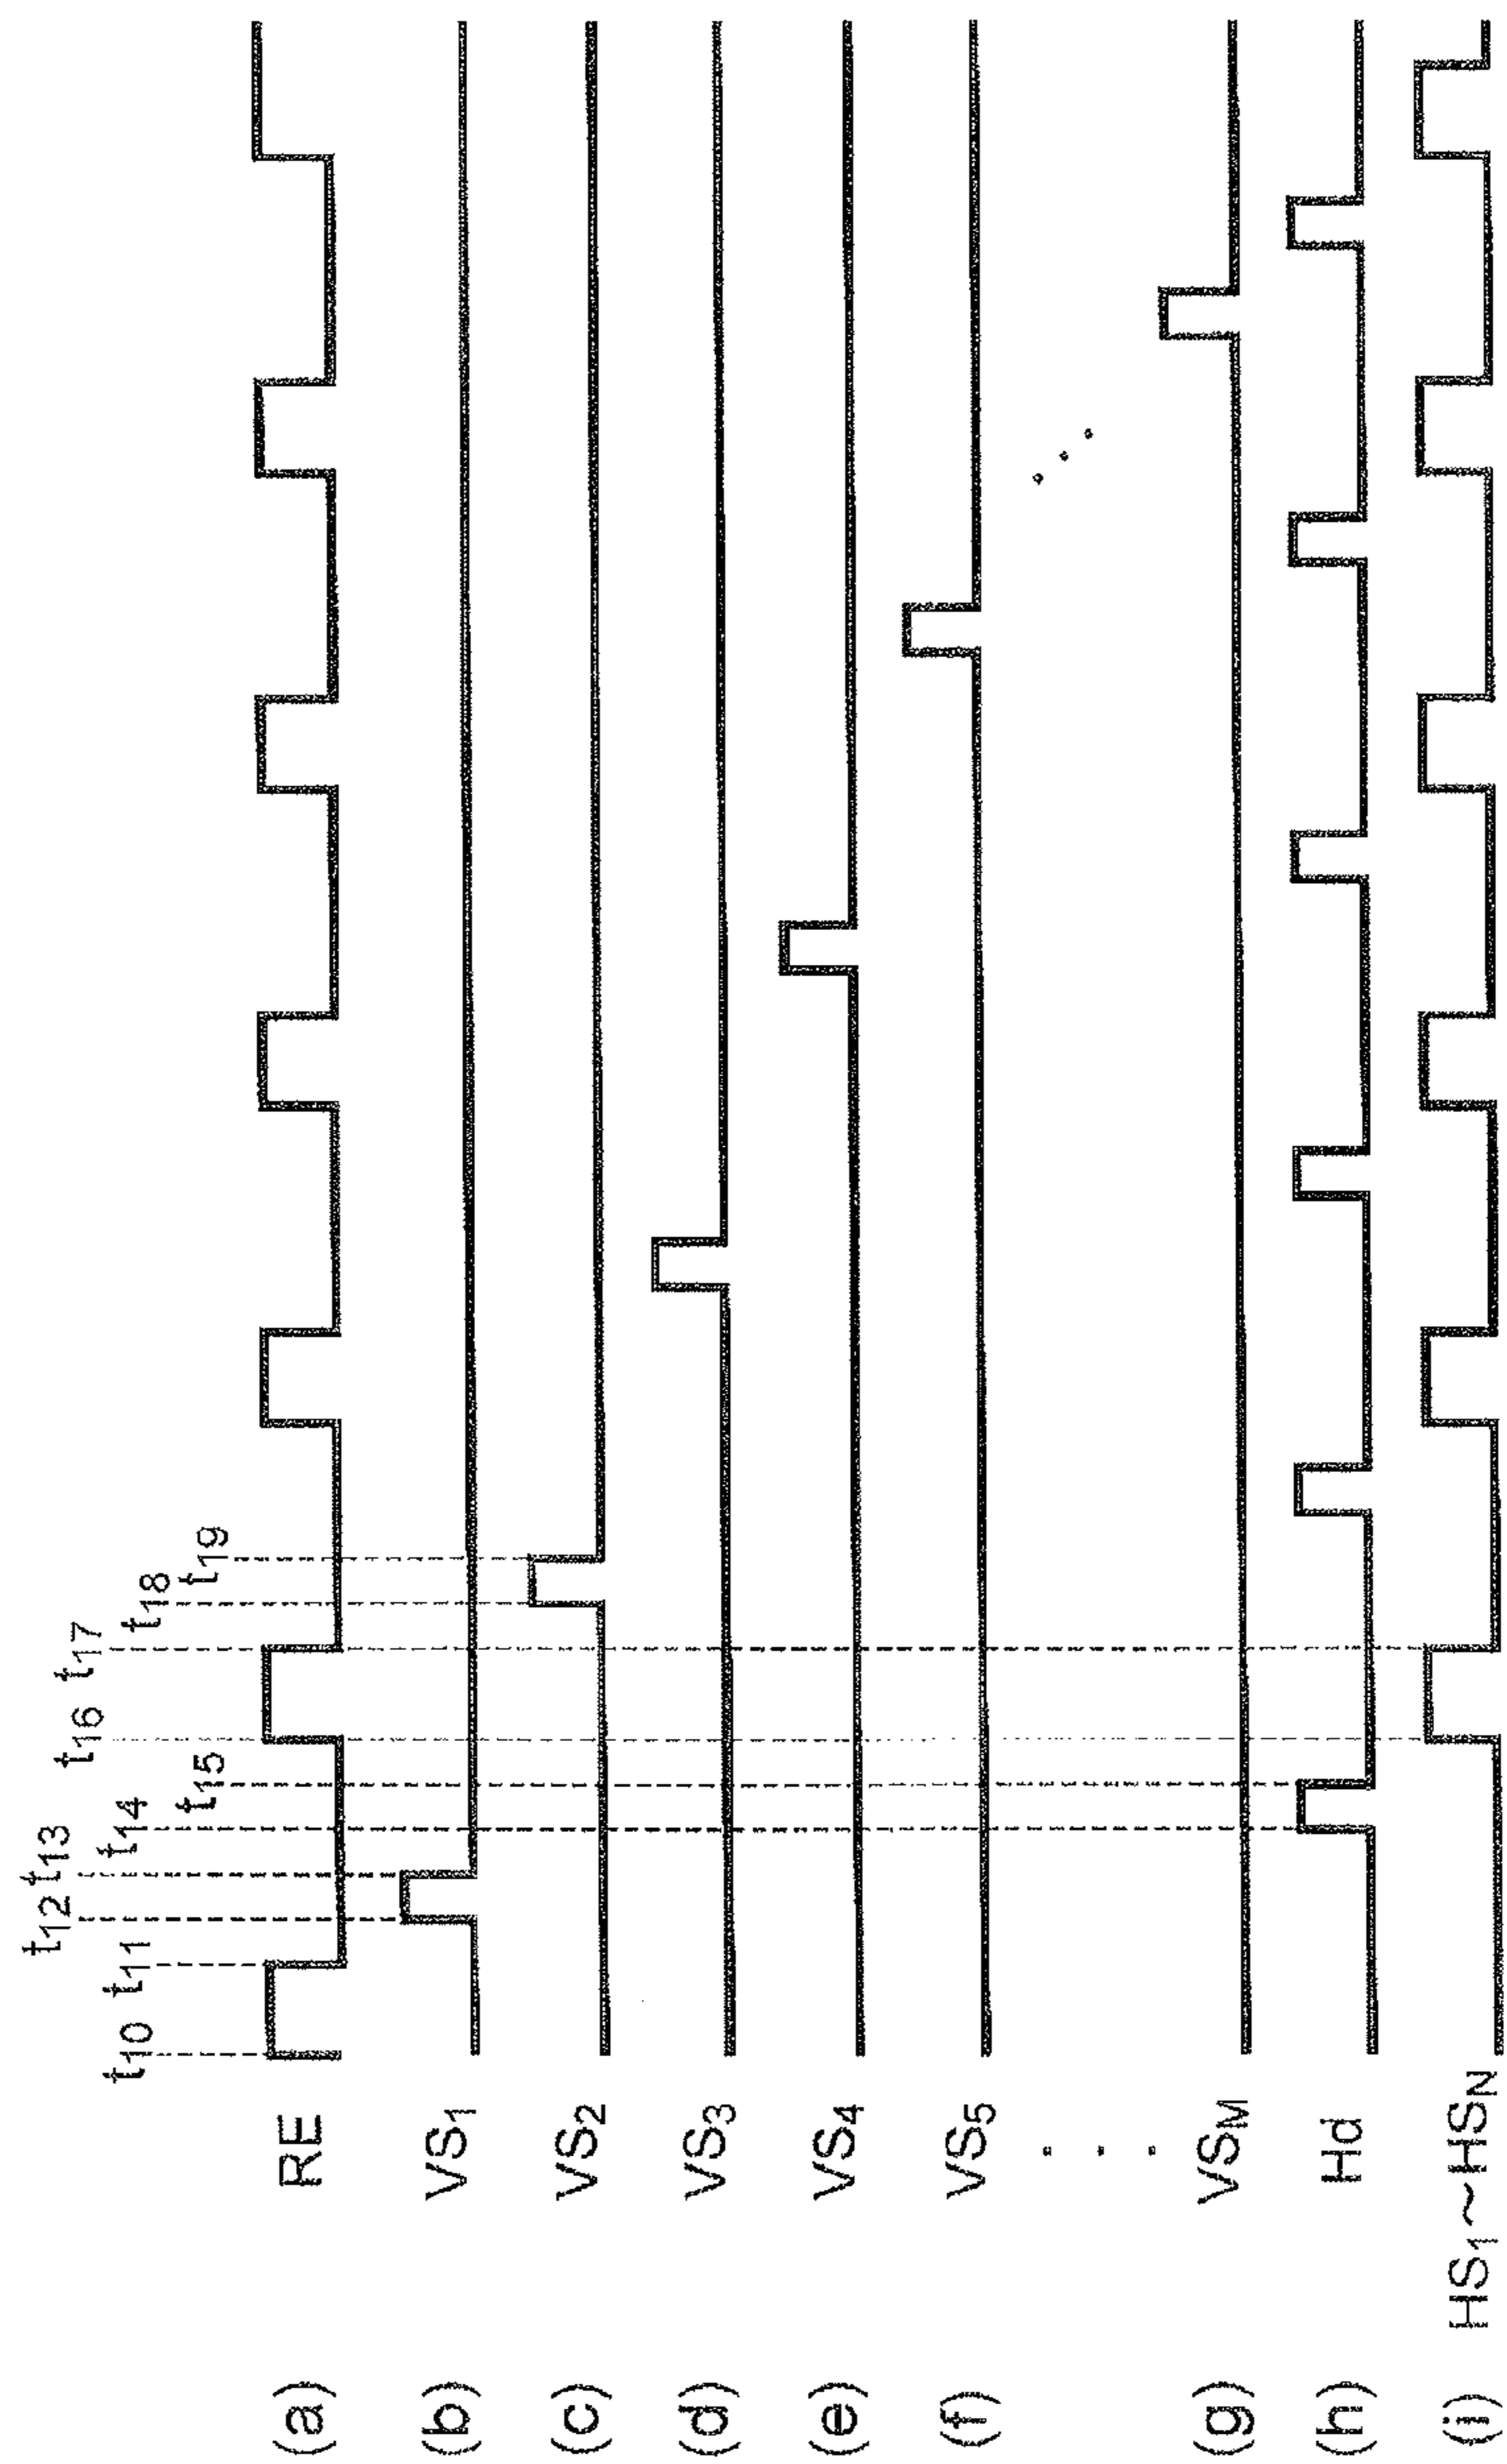 t10 t11 t12 t13 t14 t15 t16 t17 t18 t19
(a) RE
(b) VS1
(c) VS2
(d) VS3
(e) VS4
(f) VS5
(g) VSM
(h) Hd
(i) HS1~HSN